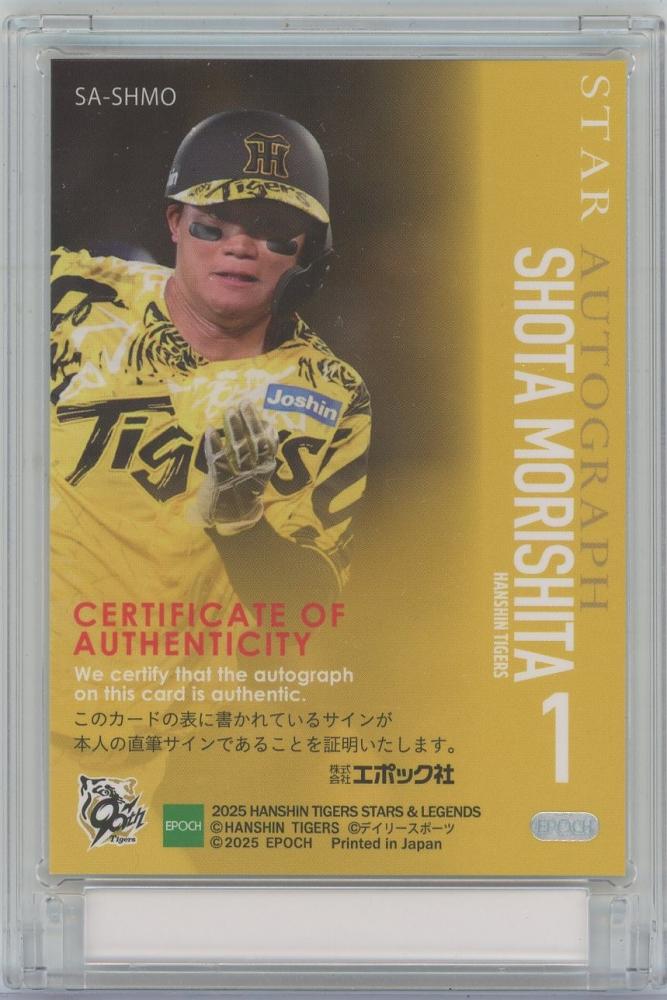 SA-SHMO
STAR AUTOGRAPH
SHOTA MORISHITA 1
HANSHIN TIGERS
Tigers
Joshin
Tigers
CERTIFICATE OF
AUTHENTICITY
We certify that the autograph
on this card is authentic.
このカードの表に書かれているサインが
本人の直筆サインであることを証明いたします。
株式会社エポック社
90th
Tigers
EPOCH
2025 HANSHIN TIGERS STARS & LEGENDS
©HANSHIN TIGERS ©デイリースポーツ
©2025 EPOCH Printed in Japan
EPOCH